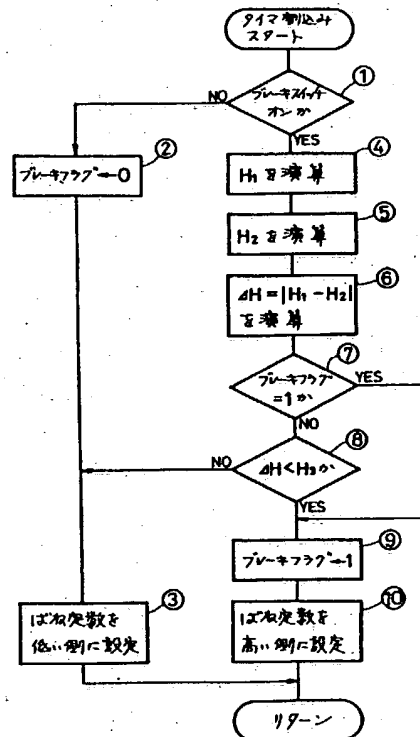 タイマ割込み
スタート
①
ブレーキスイッチ
オンか
NO
YES
②
ブレーキフラグ←0
④
H₁を演算
⑤
H₂を演算
⑥
ΔH=|H₁-H₂|
を演算
⑦
ブレーキフラグ
=1か
YES
NO
⑧
ΔH<H₃か
NO
YES
⑨
ブレーキフラグ←1
③
ばね定数を
低い側に設定
⑩
ばね定数を
高い側に設定
リターン